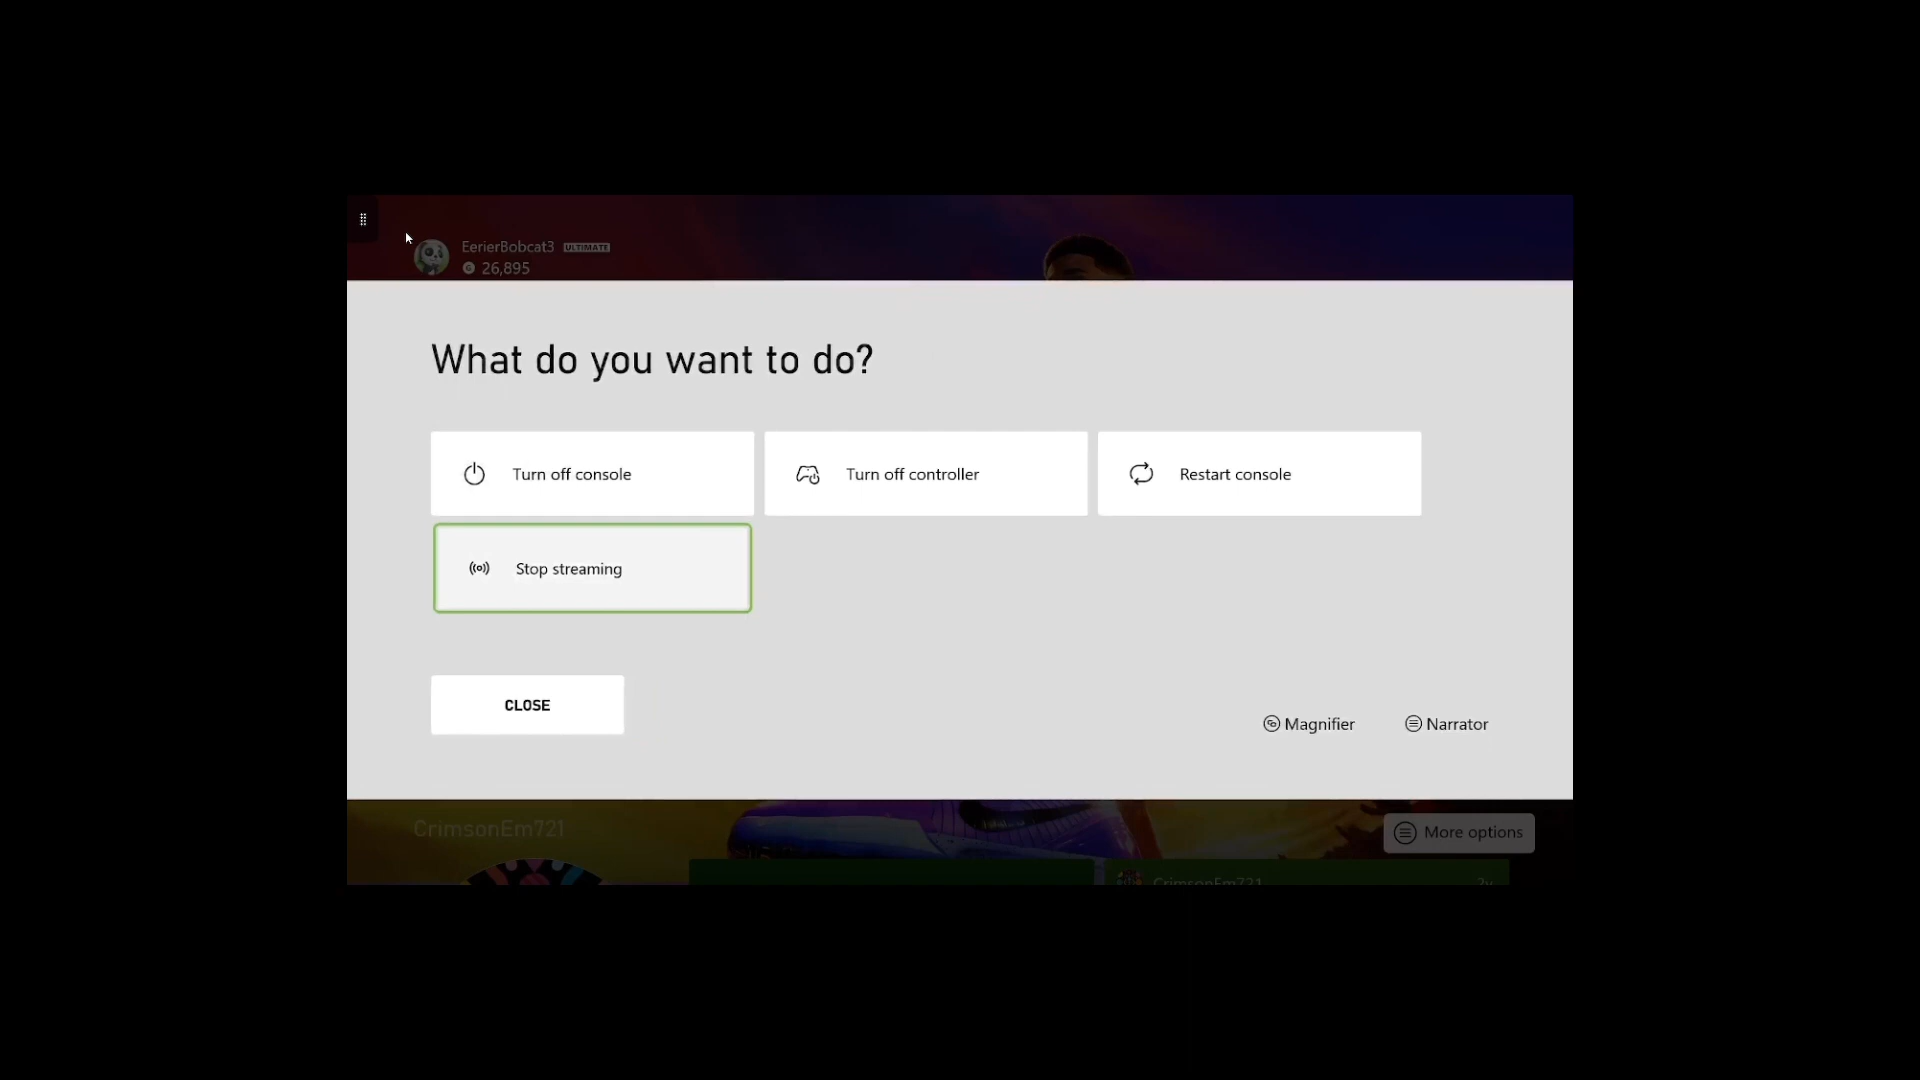 EerierBobcat3 ULTIMATE
G 26,895
What do you want to do?
Turn off console
Turn off controller
Restart console
Stop streaming
CLOSE
Magnifier
Narrator
CrimsonEm721
More options
CrimsonEm721